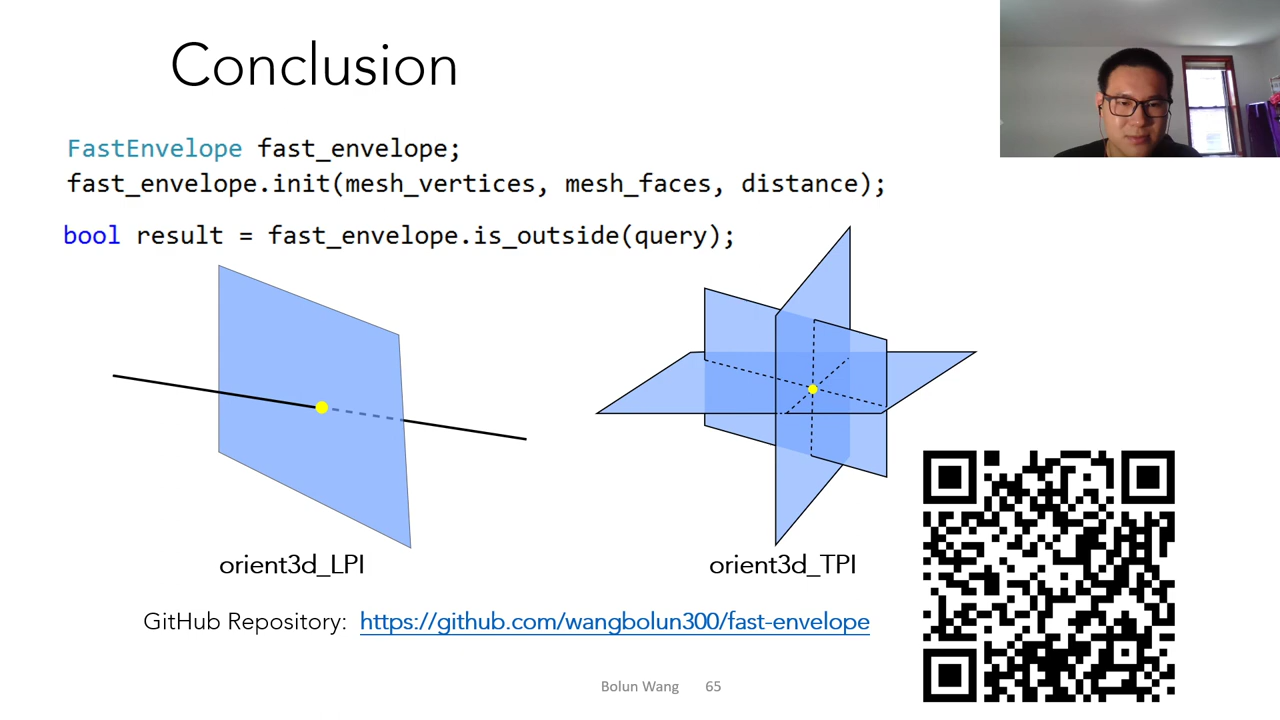 Conclusion
FastEnvelope fast_envelope;
fast_envelope.init(mesh_vertices, mesh_faces, distance);
bool result = fast_envelope.is_outside(query);
orient3d_LPI
orient3d_TPI
GitHub Repository: https://github.com/wangbolun300/fast-envelope
Bolun Wang 65